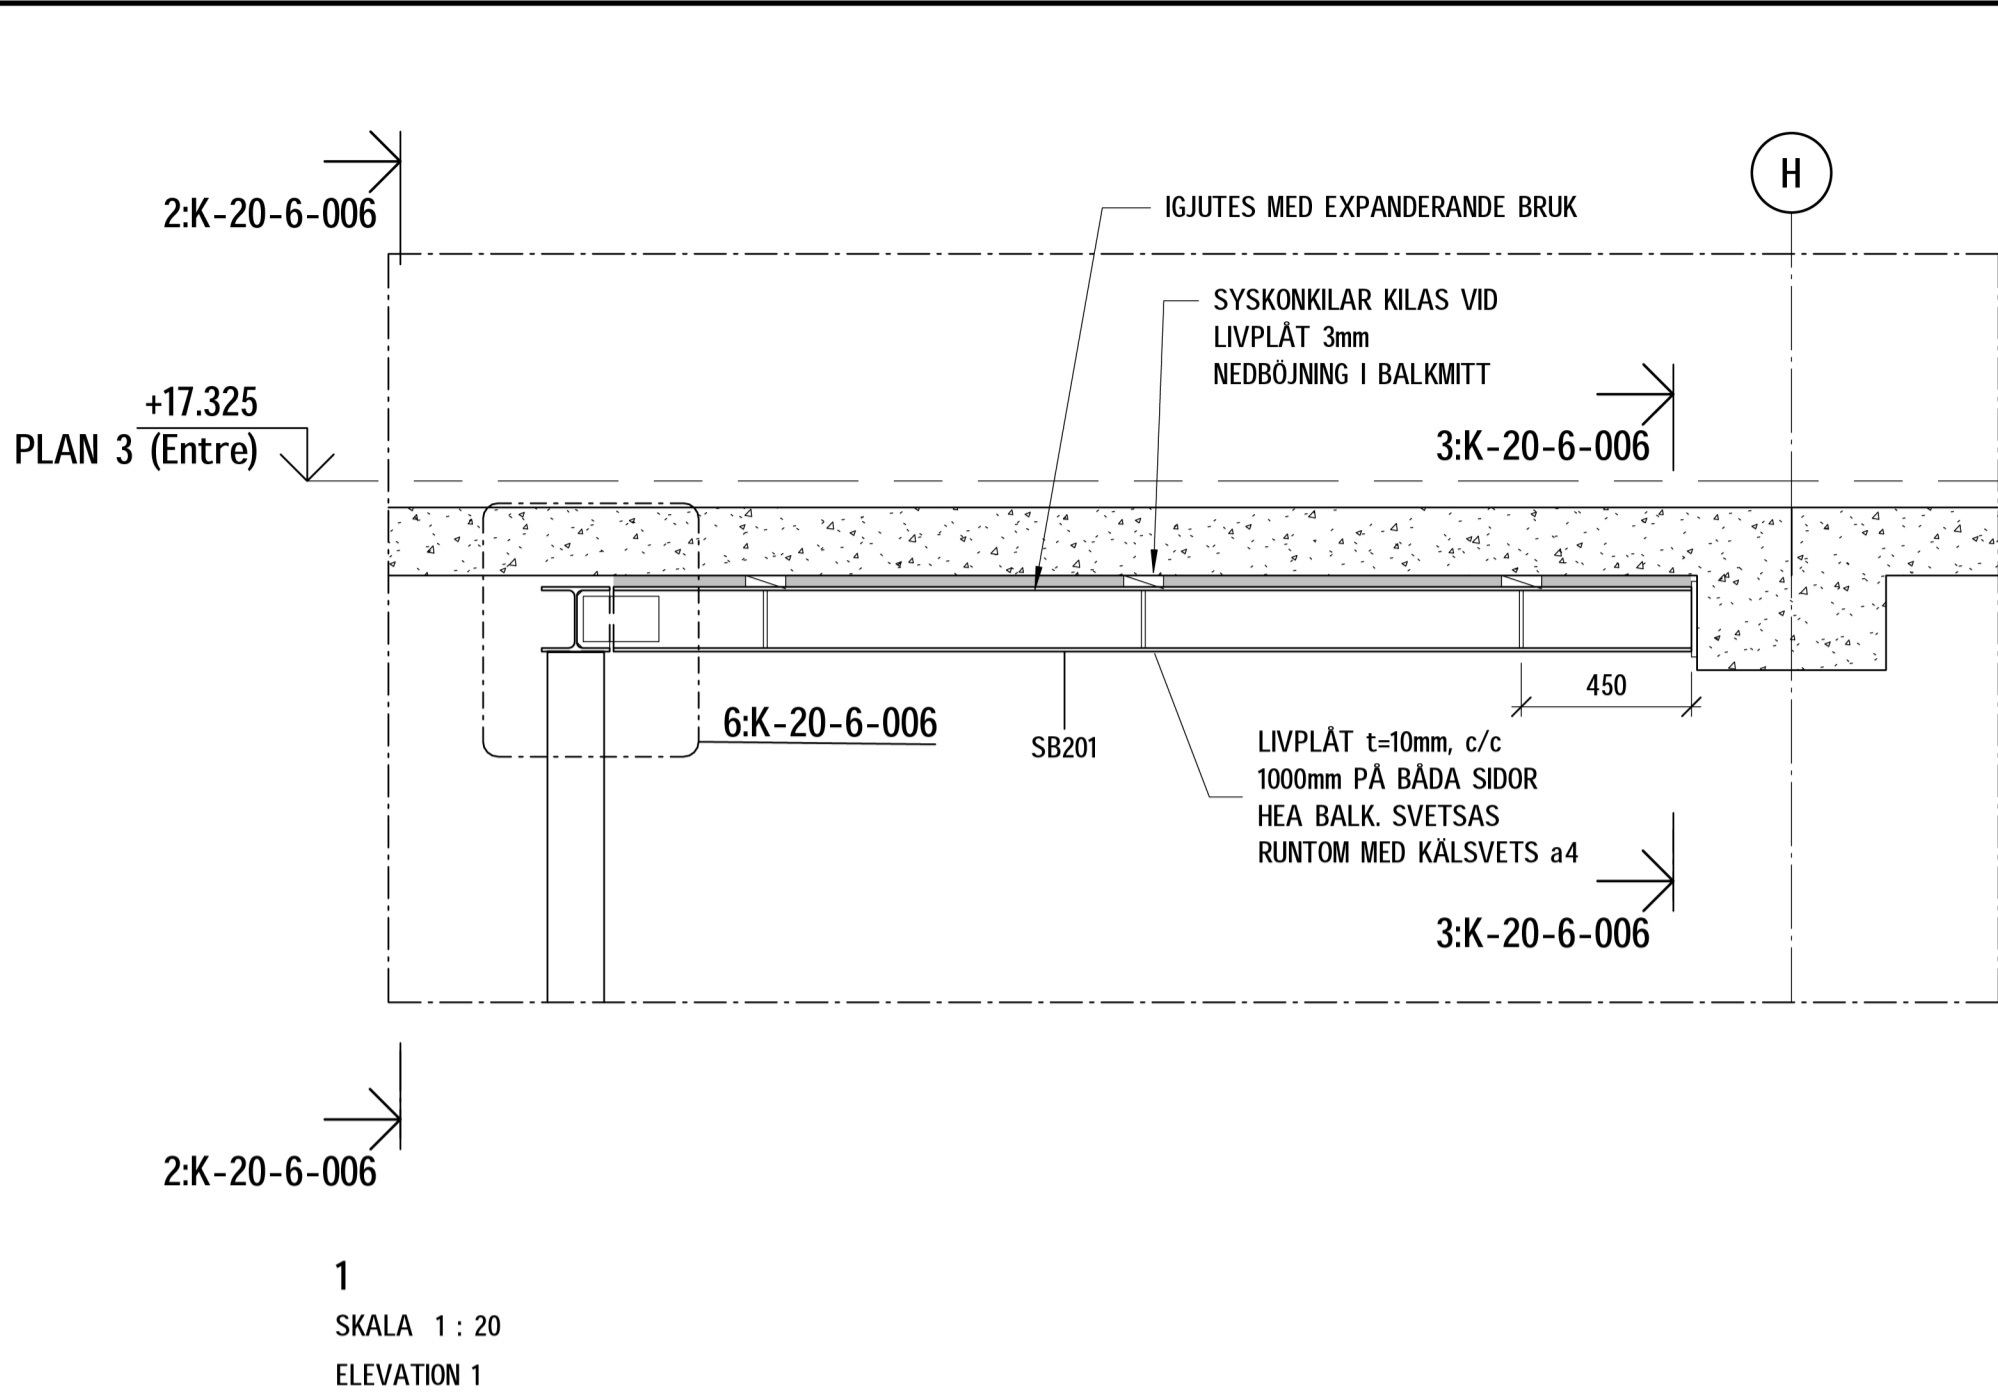 2:K-20-6-006
H
IGJUTES MED EXPANDERANDE BRUK
SYSKONKILAR KILAS VID
LIVPLÅT 3mm
NEDBÖJNING I BALKMITT
+17.325
PLAN 3 (Entre)
3:K-20-6-006
450
6:K-20-6-006
SB201
LIVPLÅT t=10mm, c/c
1000mm PÅ BÅDA SIDOR
HEA BALK. SVETSAS
RUNTOM MED KÄLSVETS a4
3:K-20-6-006
2:K-20-6-006
1
SKALA 1 : 20
ELEVATION 1